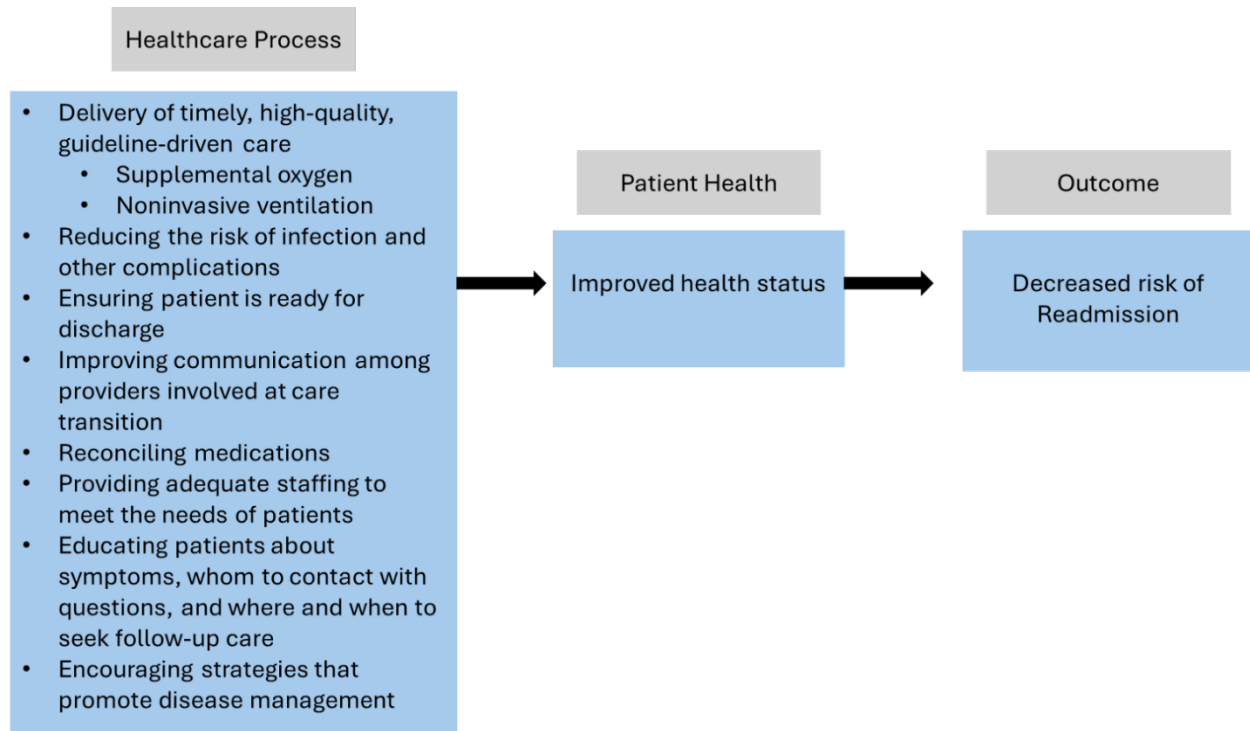 Healthcare Process
• Delivery of timely, high-quality,
guideline-driven care
• Supplemental oxygen
• Noninvasive ventilation
• Reducing the risk of infection and
other complications
• Ensuring patient is ready for
discharge
• Improving communication among
providers involved at care
transition
• Reconciling medications
• Providing adequate staffing to
meet the needs of patients
• Educating patients about
symptoms, whom to contact with
questions, and where and when to
seek follow-up care
• Encouraging strategies that
promote disease management
Patient Health
Improved health status
Outcome
Decreased risk of
Readmission